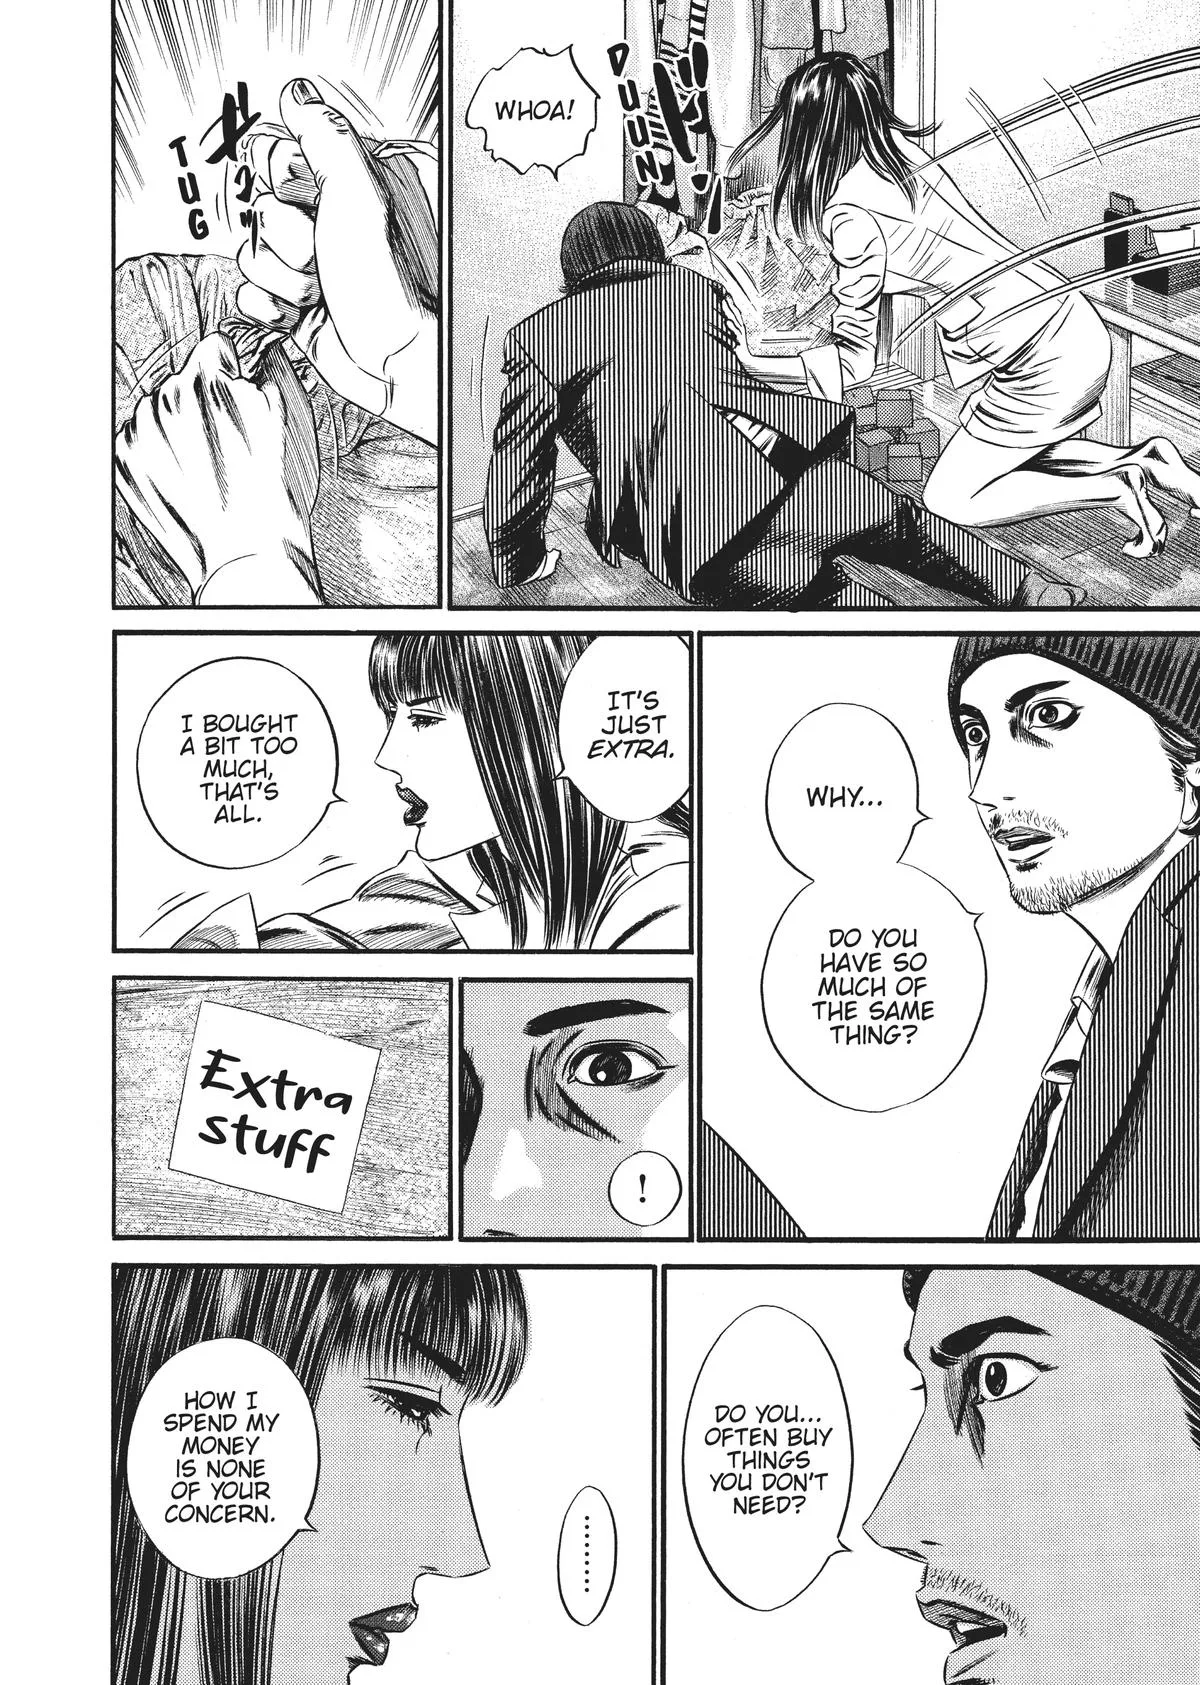 WHOA!
DUUN
ドッ!
TUG
WHY...
DO YOU
HAVE SO
MUCH OF
THE SAME
THING?
IT'S
JUST
EXTRA.
I BOUGHT
A BIT TOO
MUCH,
THAT'S
ALL.
!
Extra
stuff
DO YOU...
OFTEN BUY
THINGS
YOU DON'T
NEED?
.........
HOW I
SPEND MY
MONEY
IS NONE
OF YOUR
CONCERN.